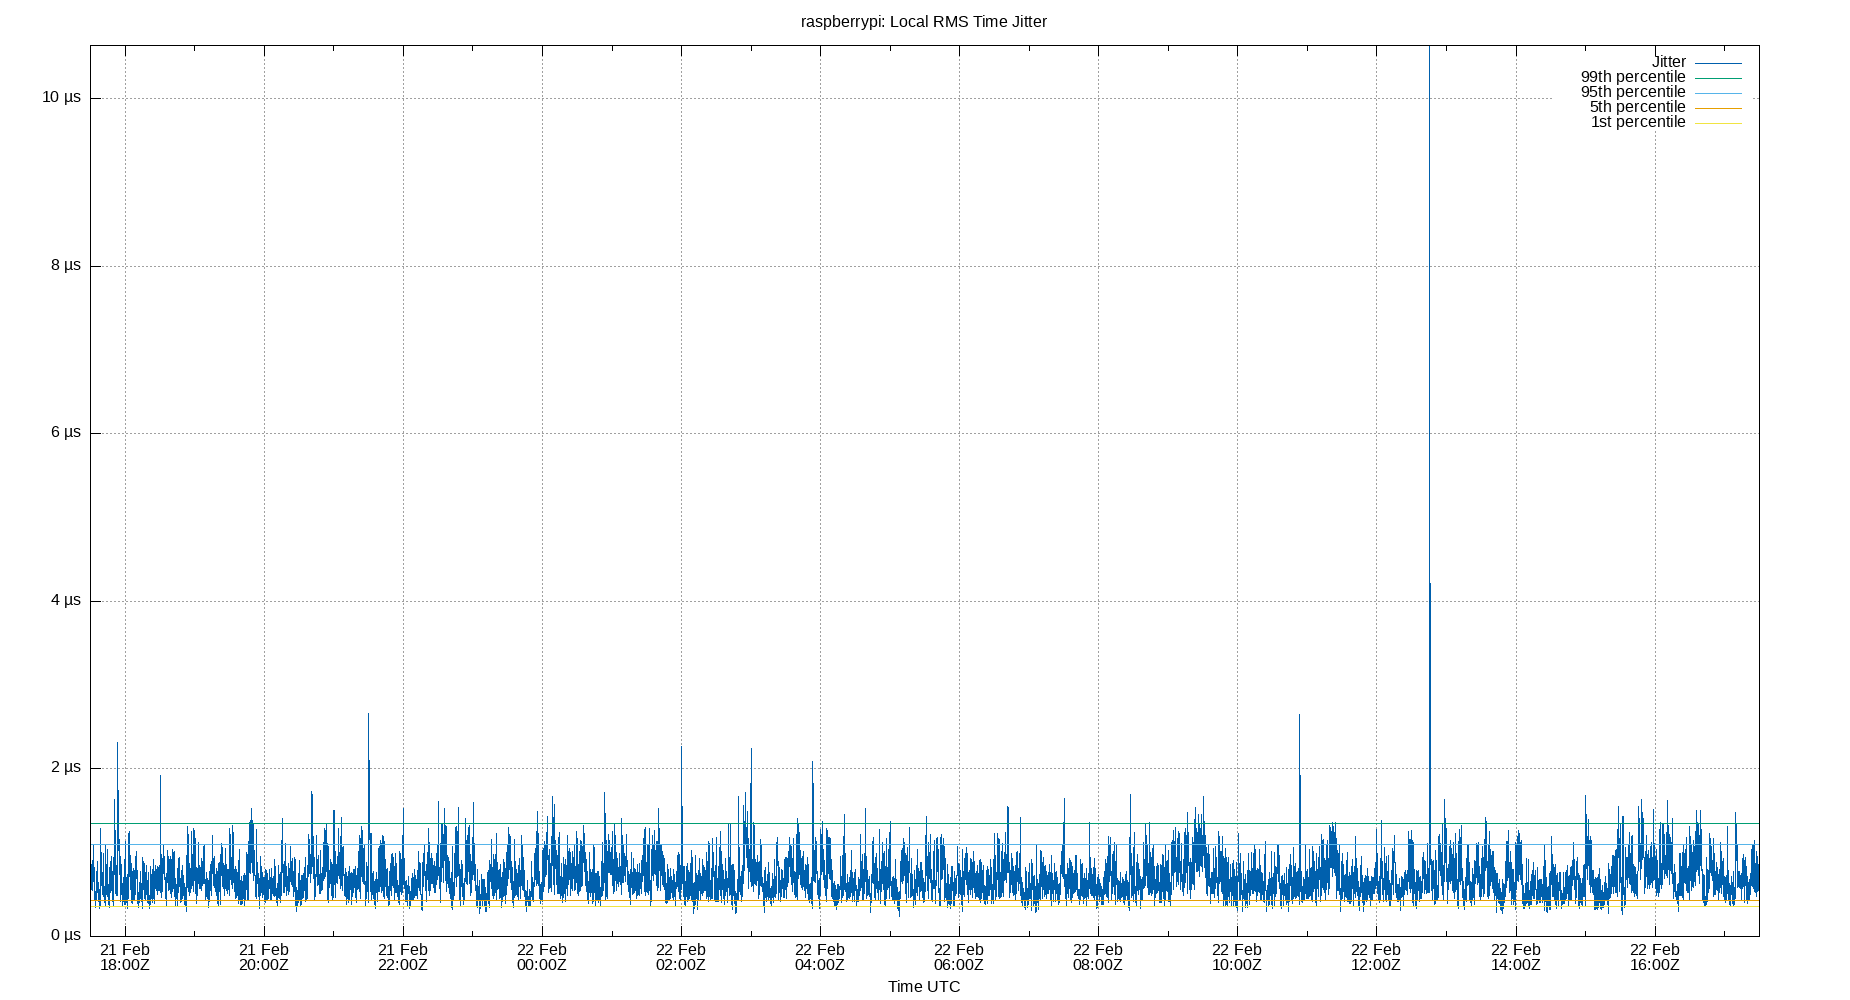 raspberrypi: Local RMS Time Jitter
Jitter
99th percentile
95th percentile
5th percentile
1st percentile
10 µs
8 µs
6 µs
4 µs
2 µs
0 µs
21 Feb 21 Feb 21 Feb 22 Feb 22 Feb 22 Feb 22 Feb 22 Feb 22 Feb 22 Feb 22 Feb 22 Feb
18:00Z 20:00Z 22:00Z 00:00Z 02:00Z 04:00Z 06:00Z 08:00Z 10:00Z 12:00Z 14:00Z 16:00Z
Time UTC